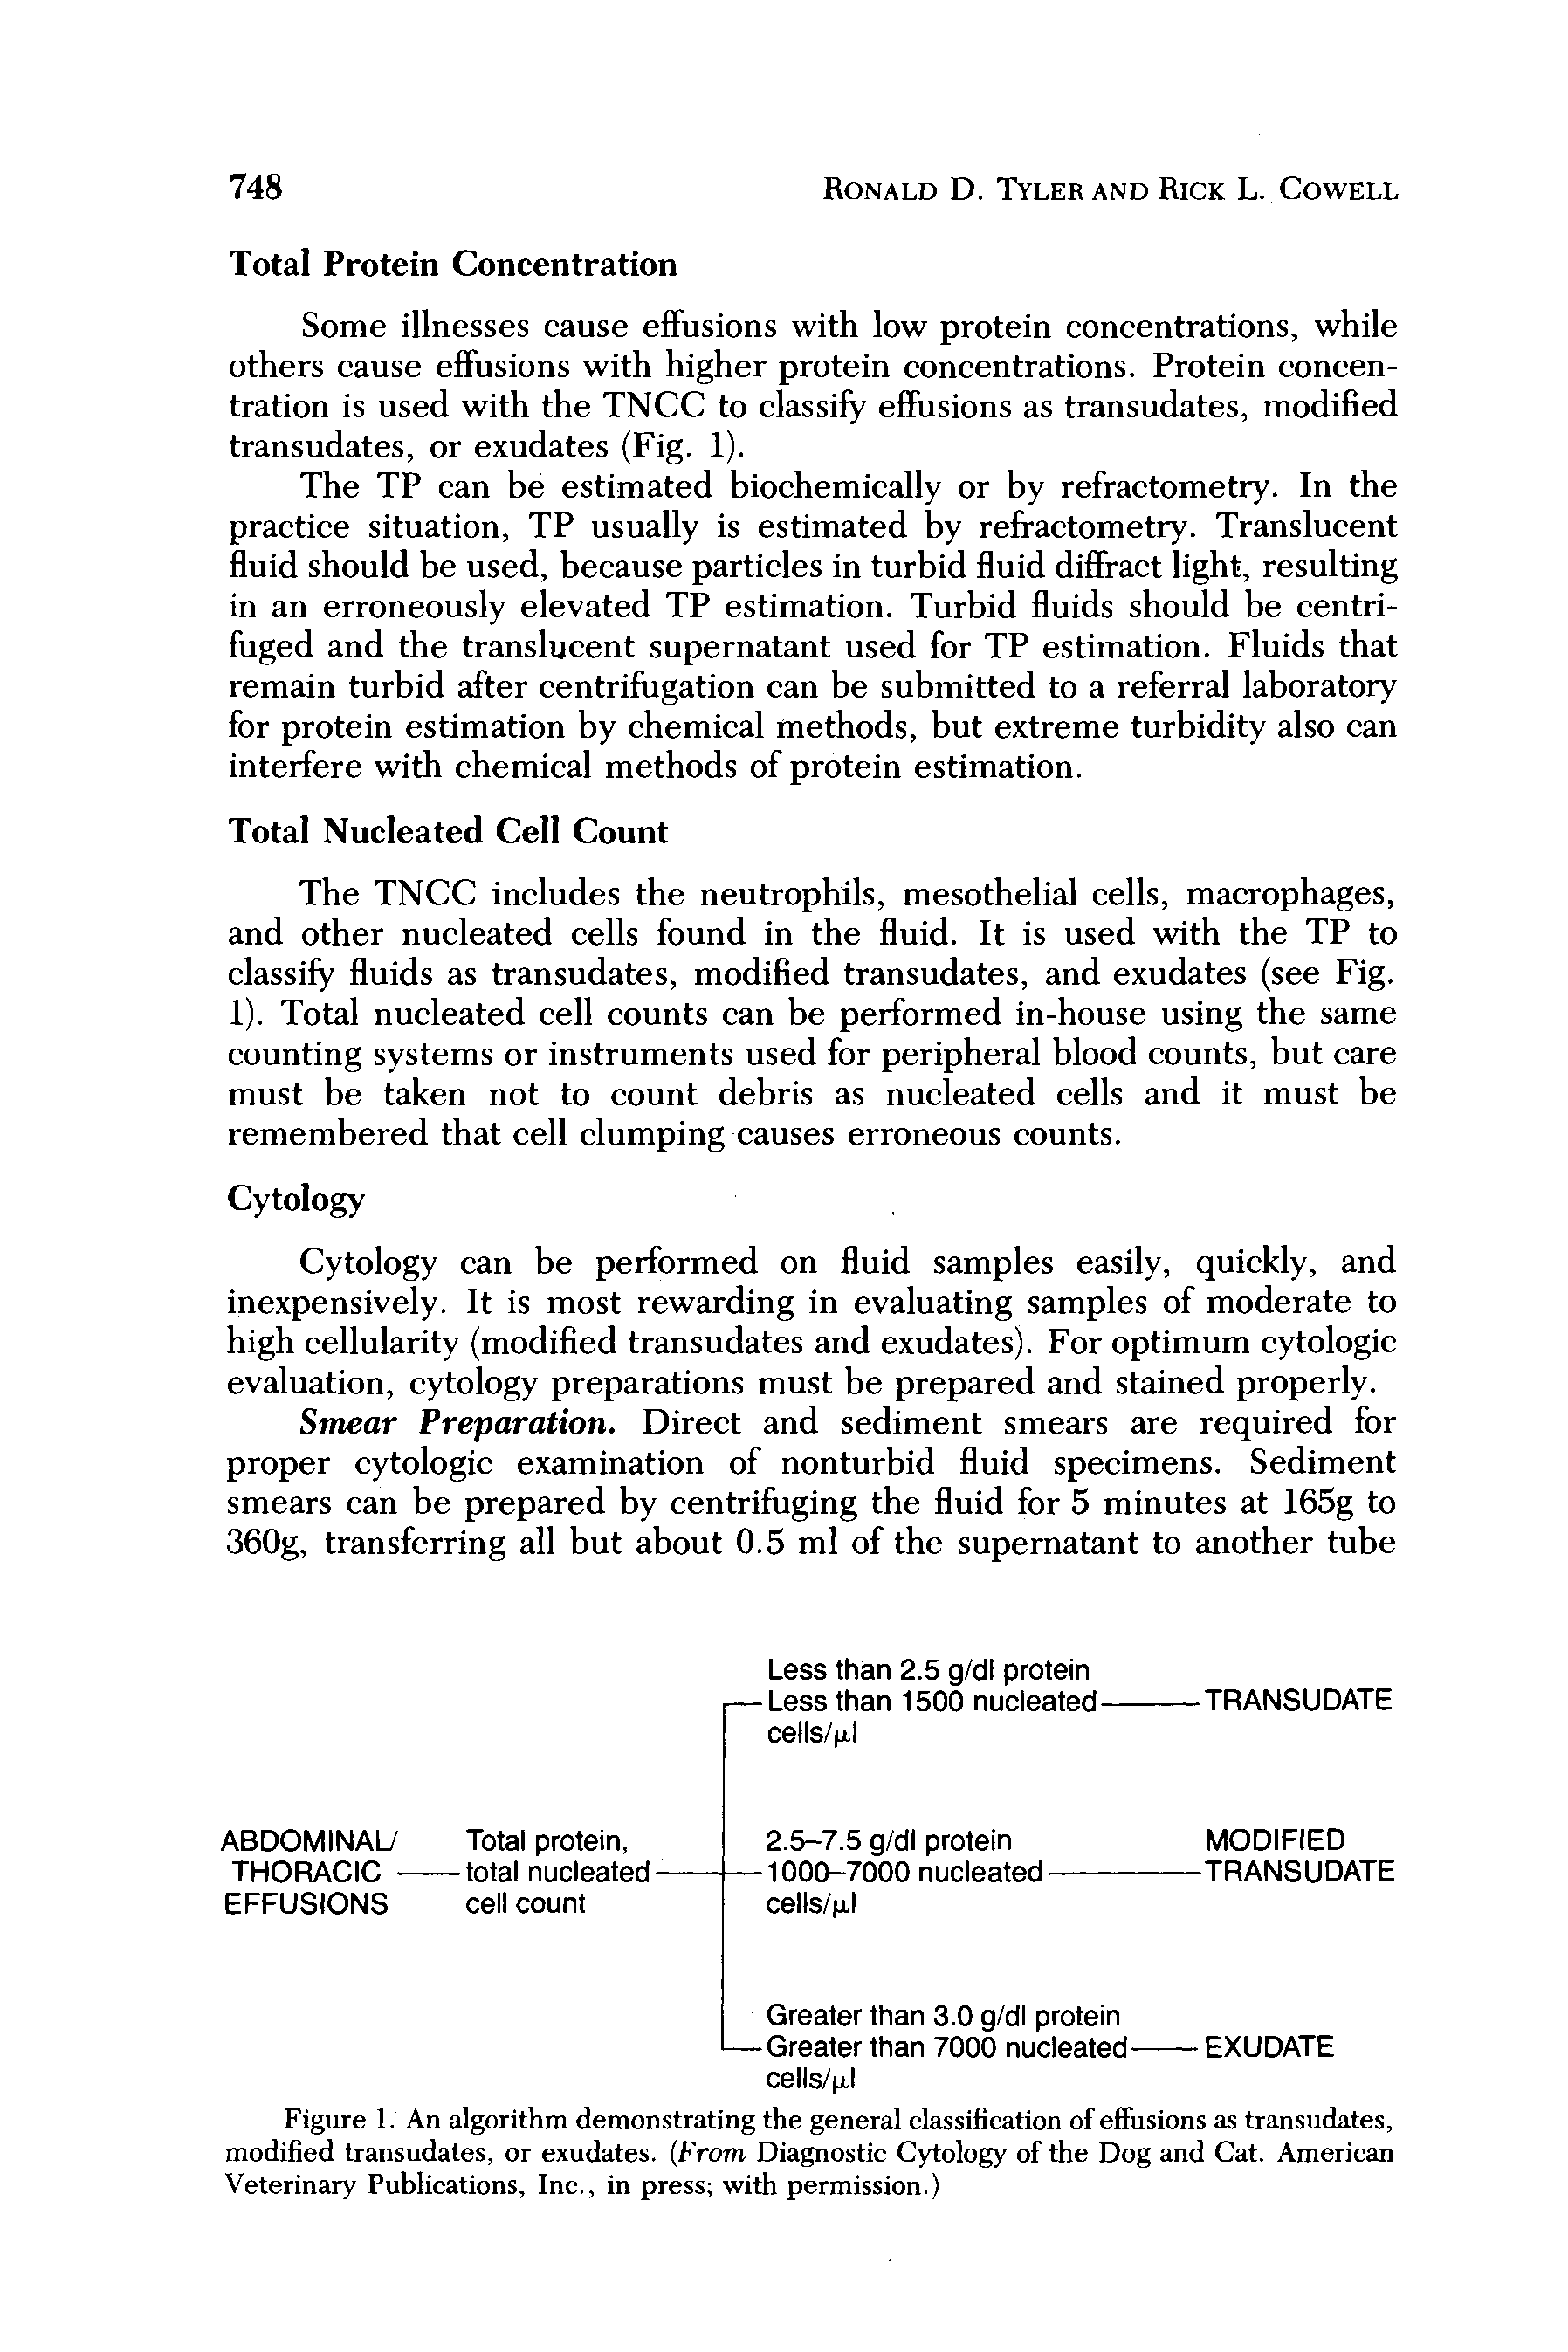 748 RONALD D. TYLER AND RICK L. COWELL
Total Protein Concentration
Some illnesses cause effusions with low protein concentrations, while
others cause effusions with higher protein concentrations. Protein concen-
tration is used with the TNCC to classify effusions as transudates, modified
transudates, or exudates (Fig. 1).
The TP can be estimated biochemically or by refractometry. In the
practice situation, TP usually is estimated by refractometry. Translucent
fluid should be used, because particles in turbid fluid diffract light, resulting
in an erroneously elevated TP estimation. Turbid fluids should be centri-
fuged and the translucent supernatant used for TP estimation. Fluids that
remain turbid after centrifugation can be submitted to a referral laboratory
for protein estimation by chemical methods, but extreme turbidity also can
interfere with chemical methods of protein estimation.
Total Nucleated Cell Count
The TNCC includes the neutrophils, mesothelial cells, macrophages,
and other nucleated cells found in the fluid. It is used with the TP to
classify fluids as transudates, modified transudates, and exudates (see Fig.
1). Total nucleated cell counts can be performed in-house using the same
counting systems or instruments used for peripheral blood counts, but care
must be taken not to count debris as nucleated cells and it must be
remembered that cell clumping causes erroneous counts.
Cytology
Cytology can be performed on fluid samples easily, quickly, and
inexpensively. It is most rewarding in evaluating samples of moderate to
high cellularity (modified transudates and exudates). For optimum cytologic
evaluation, cytology preparations must be prepared and stained properly.
Smear Preparation. Direct and sediment smears are required for
proper cytologic examination of nonturbid fluid specimens. Sediment
smears can be prepared by centrifuging the fluid for 5 minutes at 165g to
360g, transferring all but about 0.5 ml of the supernatant to another tube
Less than 2.5 g/dl protein
Less than 1500 nucleated TRANSUDATE
cells/μl
ABDOMINAL/ Total protein, 2.5–7.5 g/dl protein MODIFIED
THORACIC total nucleated 1000–7000 nucleated TRANSUDATE
EFFUSIONS cell count cells/μl
Greater than 3.0 g/dl protein
Greater than 7000 nucleated EXUDATE
cells/μl
Figure 1. An algorithm demonstrating the general classification of effusions as transudates,
modified transudates, or exudates. (From Diagnostic Cytology of the Dog and Cat. American
Veterinary Publications, Inc., in press; with permission.)